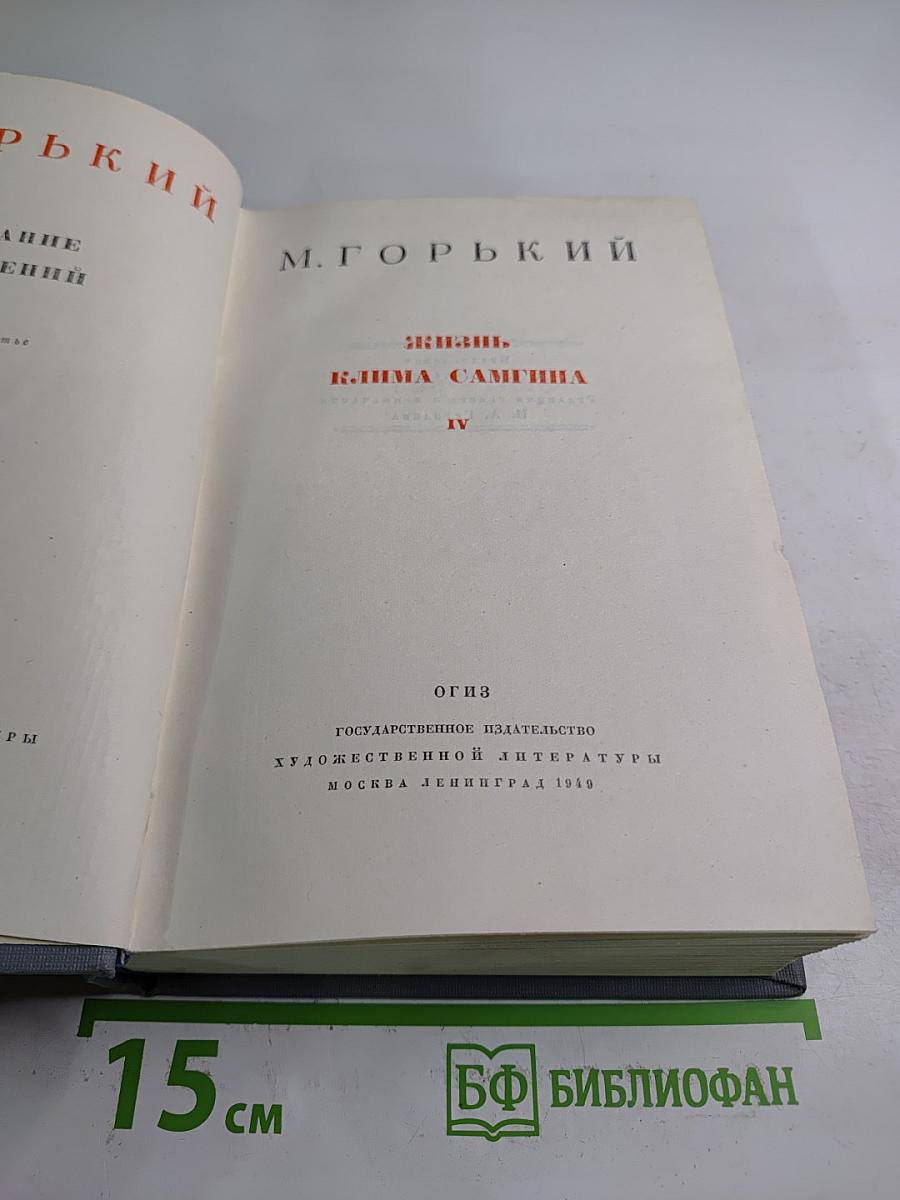 РЬКИЙ
АНИЕ
ЕНИЙ
тье
УРЫ
М. ГОРЬКИЙ
ЖИЗНЬ
КЛИМА САМГИНА
IV
ОГИЗ
ГОСУДАРСТВЕННОЕ ИЗДАТЕЛЬСТВО
ХУДОЖЕСТВЕННОЙ ЛИТЕРАТУРЫ
МОСКВА ЛЕНИНГРАД 1949
15 см
БФ БИБЛИОФАН